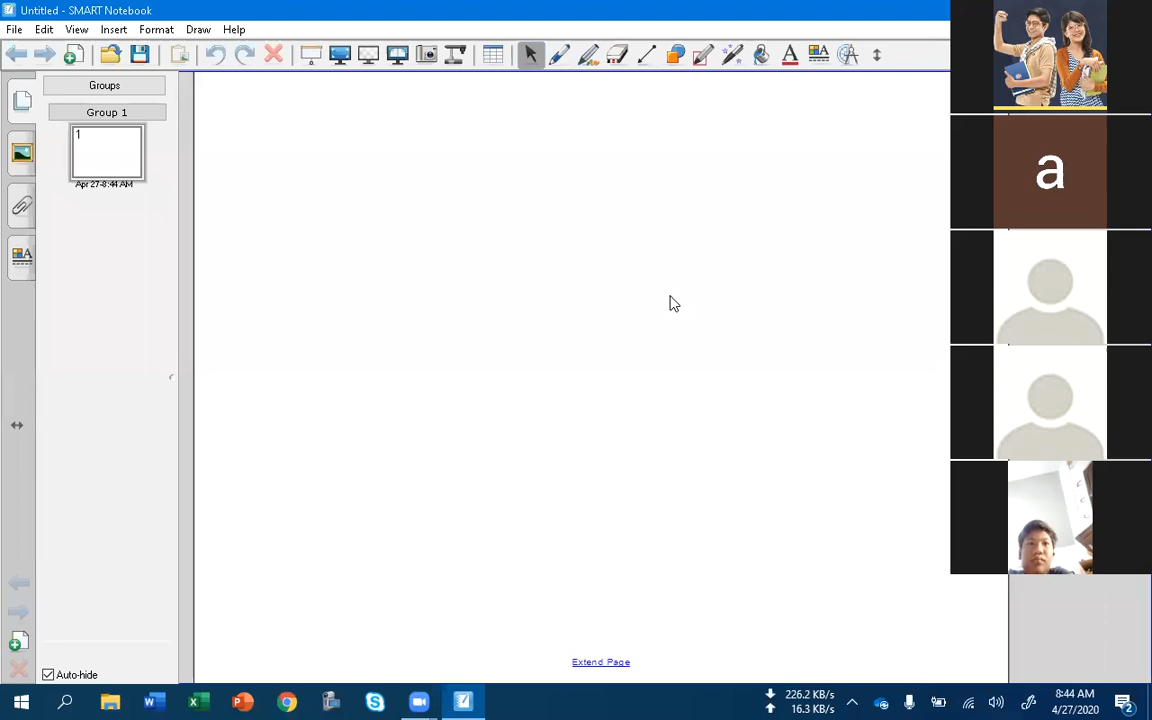 Untitled - SMART Notebook
File Edit View Insert Format Draw Help
Groups
Group 1
1
Apr 27-8:44 AM
a
Extend Page
Auto-hide
226.2 KB/s
16.3 KB/s
8:44 AM
4/27/2020
2